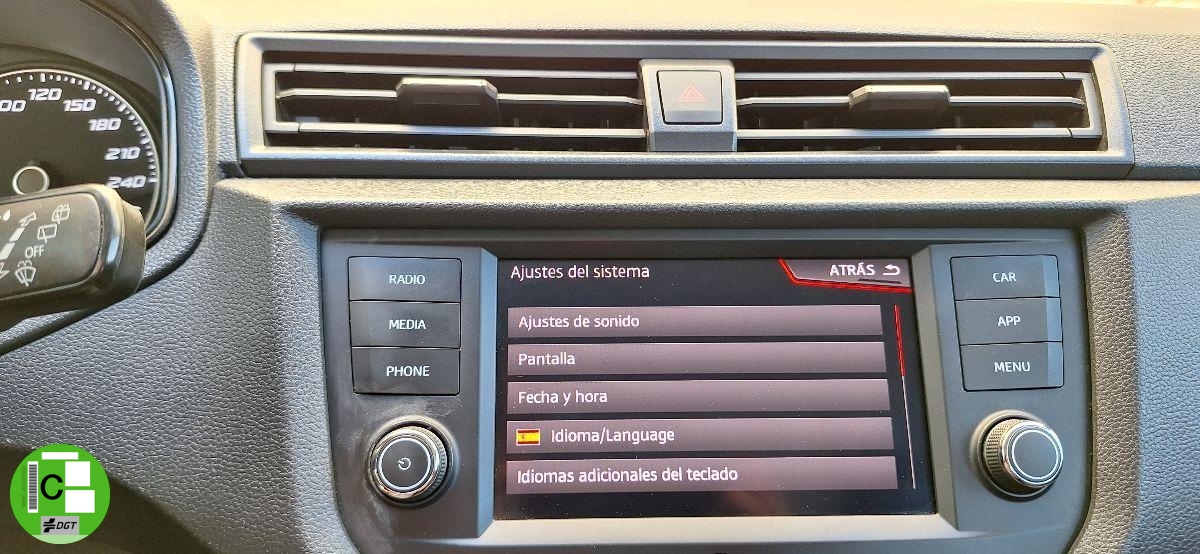 120
150
180
210
240
OFF
RADIO
MEDIA
PHONE
Ajustes del sistema
ATRÁS
Ajustes de sonido
Pantalla
Fecha y hora
Idioma/Language
Idiomas adicionales del teclado
CAR
APP
MENU
C
DGT